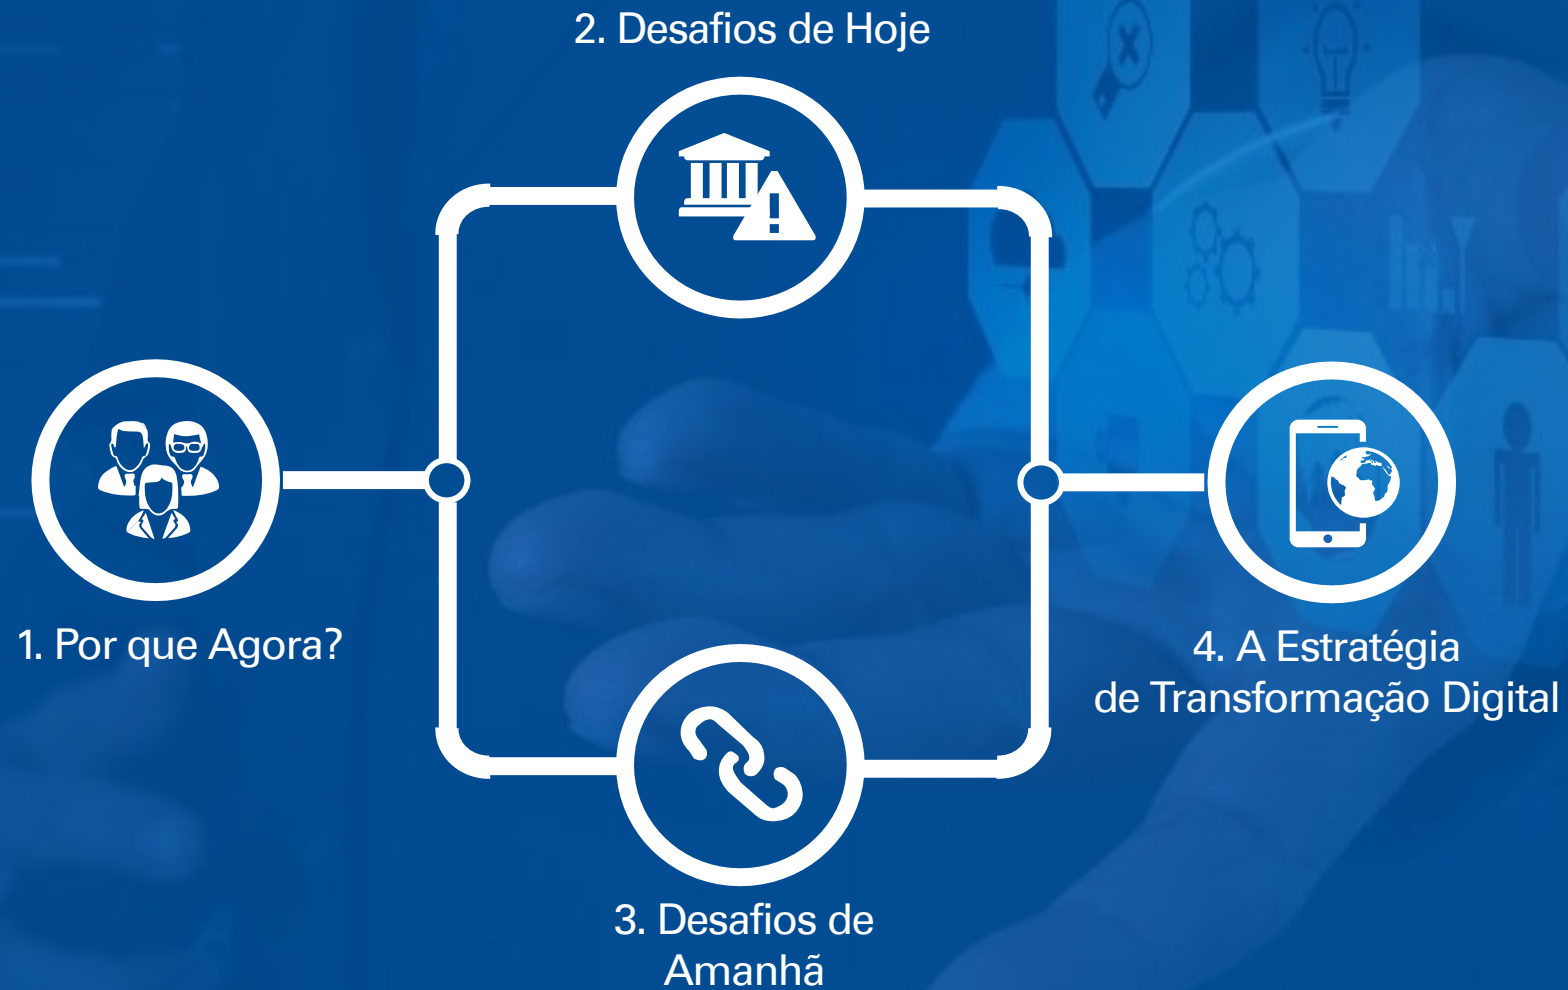 2. Desafios de Hoje
1. Por que Agora?
4. A Estratégia
de Transformação Digital
3. Desafios de
Amanhã